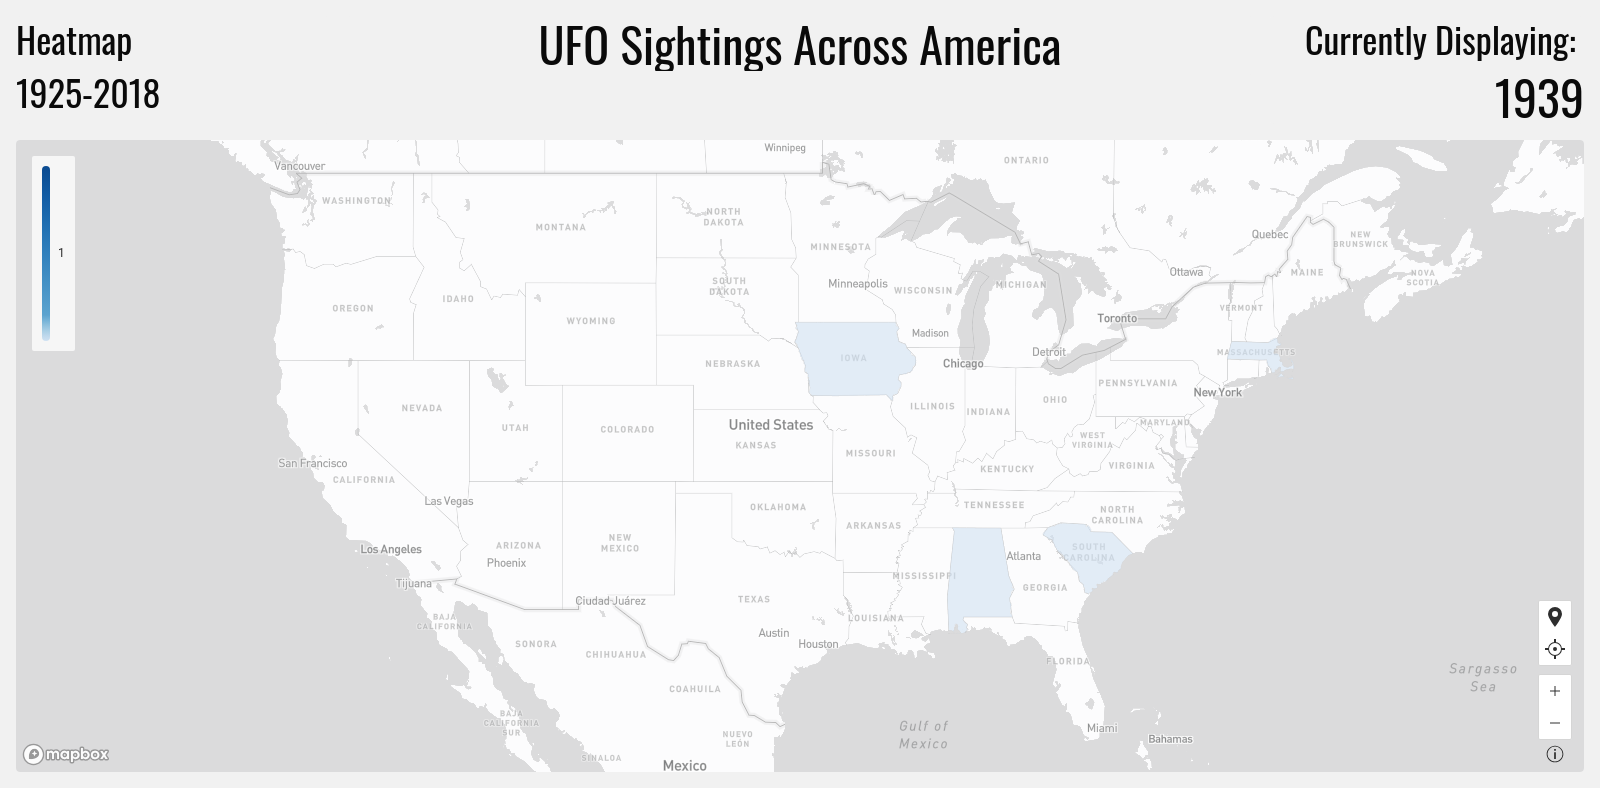 Heatmap
1925-2018
UFO Sightings Across America
Currently Displaying:
1939
1
Vancouver
Winnipeg
ONTARIO
WASHINGTON
MONTANA
NORTH
DAKOTA
MINNESOTA
Quebec
NEW
BRUNSWICK
Ottawa
MAINE
NOVA
SCOTIA
OREGON
IDAHO
SOUTH
DAKOTA
Minneapolis
WISCONSIN
MICHIGAN
VERMONT
WYOMING
Toronto
Madison
IOWA
NEBRASKA
Chicago
Detroit
MASSACHUSETTS
PENNSYLVANIA
New York
NEVADA
UTAH
COLORADO
United States
KANSAS
ILLINOIS
INDIANA
OHIO
MARYLAND
WEST
VIRGINIA
VIRGINIA
MISSOURI
KENTUCKY
San Francisco
CALIFORNIA
Las Vegas
OKLAHOMA
ARKANSAS
TENNESSEE
NORTH
CAROLINA
Los Angeles
ARIZONA
Phoenix
NEW
MEXICO
Atlanta
SOUTH
CAROLINA
MISSISSIPPI
GEORGIA
Tijuana
Ciudad Juárez
TEXAS
LOUISIANA
BAJA
CALIFORNIA
SONORA
CHIHUAHUA
Austin
Houston
FLORIDA
Sargasso
Sea
COAHUILA
BAJA
CALIFORNIA
SUR
NUEVO
LEÓN
Gulf of
Mexico
Miami
Bahamas
SINALOA
Mexico
mapbox